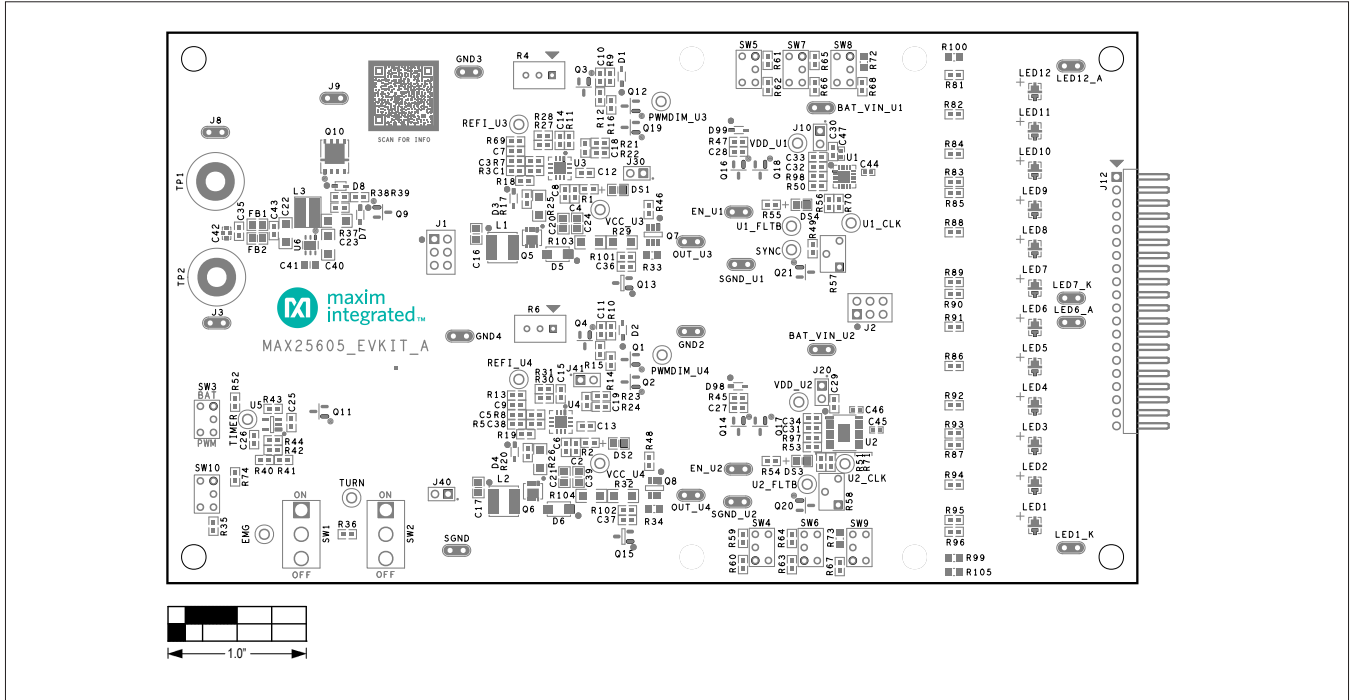 GND3
R4
J9
J8
Q10
SCAN FOR INFO
TP1
L3
D8
R38R39
Q9
D7
R37
C23
C22
C43
FB1
C35
C42
FB2
U6
C41
C40
TP2
J3
maxim
integrated™
MAX25605_EVKIT_A
Q3
C10
R9
D1
Q12
PWMDIM_U3
Q19
R12
R16
REFI_U3
R28
R27
C14
R11
R69
C7
C3R7
R3C1
R18
U3
C18
R21
R22
J30
C12
DS1
C8
R1
D3
R17
R25
C4
VCC_U3
R46
J1
L1
C20
C24
R103
R29
Q7
OUT_U3
C16
Q5
D5
R101
C36
R33
Q13
SW5
R61
SW7
R65
SW8
R72
R62
R66
R68
BAT_VIN_U1
D99
R47
C28
J10
VDD_U1
C30
C47
Q16
Q18
C33
C32
R98
R50
U1
C44
EN_U1
R55
DS4
R56
R70
U1_FLTB
U1_CLK
SYNC
R49
SGND_U1
Q21
R57
J2
R100
R81
R82
R84
R83
R85
R88
R89
R90
R91
R86
R92
R93
R87
R94
R95
R96
R99
R105
LED12
LED12_A
LED11
LED10
LED9
LED8
LED7
LED7_K
LED6
LED6_A
LED5
LED4
LED3
LED2
LED1
LED1_K
J12
R6
GND4
Q4
C11
R10
D2
GND2
Q1
PWMDIM_U4
Q2
R15
R14
REFI_U4
R31
R30
C15
J41
R13
C9
C5R8
R5C38
R19
U4
C19
R23
R24
C13
DS2
C6
R2
D4
R20
R26
C2
VCC_U4
R48
L2
C21
C39
R104
R32
Q8
OUT_U4
J40
C17
Q6
D6
R102
C37
R34
Q15
SGND
BAT_VIN_U2
D98
R45
C27
J20
VDD_U2
C29
C46
C45
Q14
Q17
C34
C31
R97
R53
U2
EN_U2
R54
DS3
R51
R71
U2_FLTB
U2_CLK
SGND_U2
Q20
R58
SW4
SW6
SW9
R59
R64
R73
R60
R63
R67
SW3
BAT
PWM
R52
TIMER
U5
R43
C25
Q11
C26
R44
R42
R40
R41
SW10
R74
R35
TURN
ON
ON
EMG
SW1
R36
SW2
OFF
OFF
1.0"